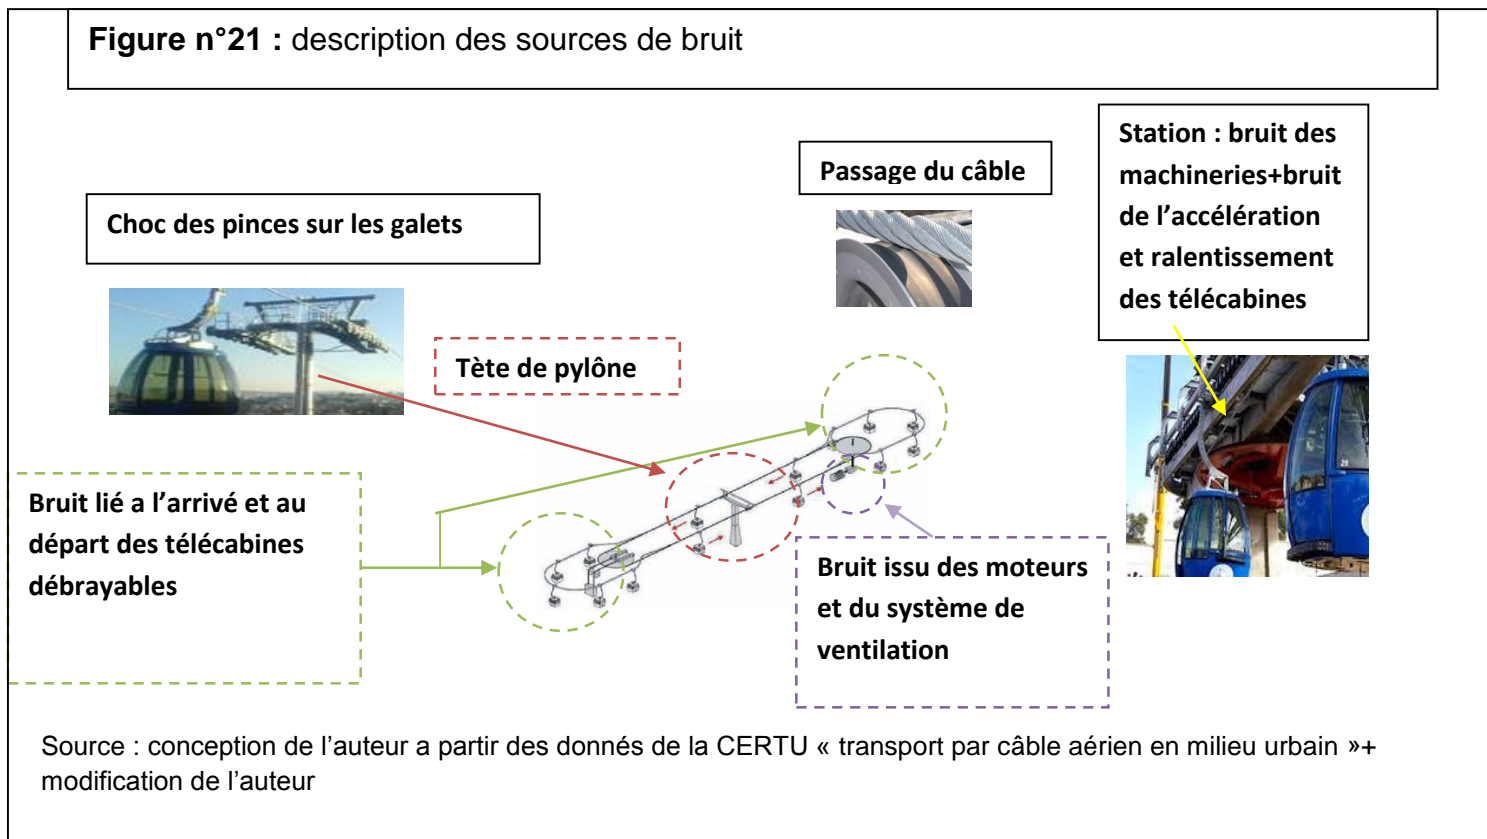 Figure n°21 : description des sources de bruit
Station : bruit des
machineries+bruit
de l’accélération
et ralentissement
des télécabines
Passage du câble
Choc des pinces sur les galets
Tète de pylône
Bruit lié a l’arrivé et au
départ des télécabines
débrayables
Bruit issu des moteurs
et du système de
ventilation
Source : conception de l’auteur a partir des donnés de la CERTU « transport par câble aérien en milieu urbain »+
modification de l’auteur